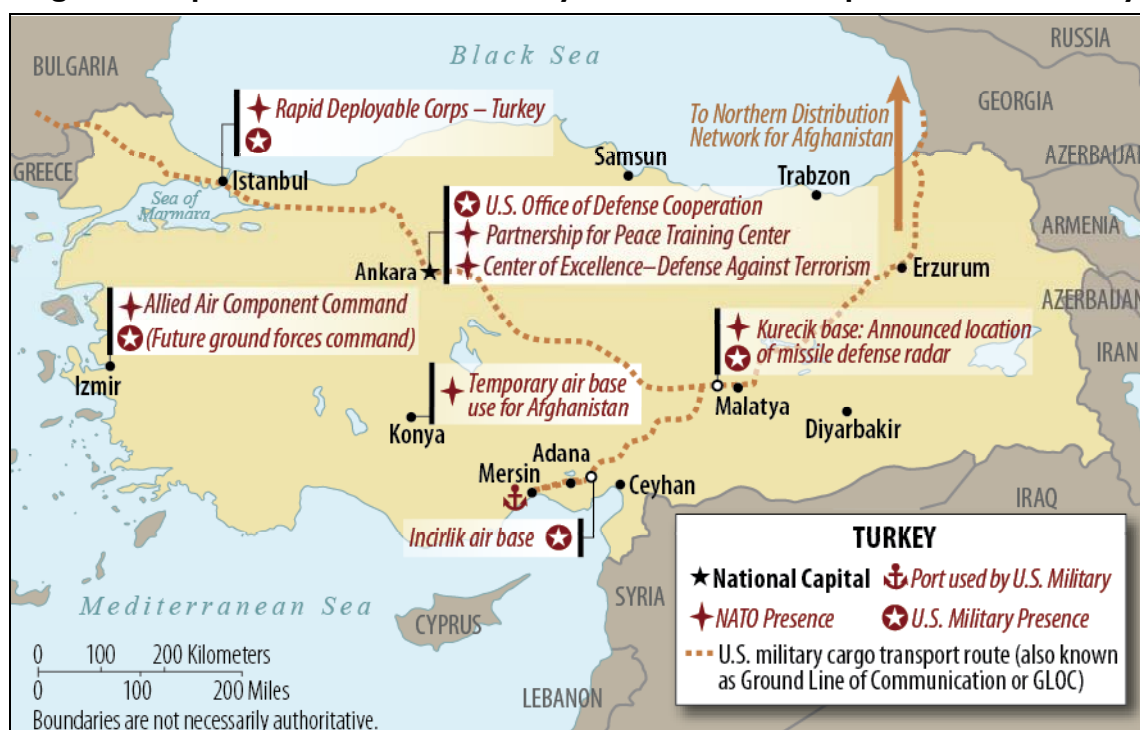 BULGARIA
Black Sea
RUSSIA
GEORGIA
To Northern Distribution
Network for Afghanistan
Rapid Deployable Corps – Turkey
GREECE
Istanbul
Sea of
Marmara
Samsun
Trabzon
AZERBAIJAN
ARMENIA
U.S. Office of Defense Cooperation
Partnership for Peace Training Center
Center of Excellence–Defense Against Terrorism
Ankara
Erzurum
AZERBAIJAN
IRAN
Allied Air Component Command
(Future ground forces command)
Izmir
Kurecik base: Announced location
of missile defense radar
Malatya
Diyarbakir
Temporary air base
use for Afghanistan
Konya
Adana
Mersin
Ceyhan
Incirlik air base
IRAQ
SYRIA
Mediterranean Sea
CYPRUS
LEBANON
TURKEY
National Capital
Port used by U.S. Military
NATO Presence
U.S. Military Presence
U.S. military cargo transport route (also known
as Ground Line of Communication or GLOC)
0 100 200 Kilometers
0 100 200 Miles
Boundaries are not necessarily authoritative.